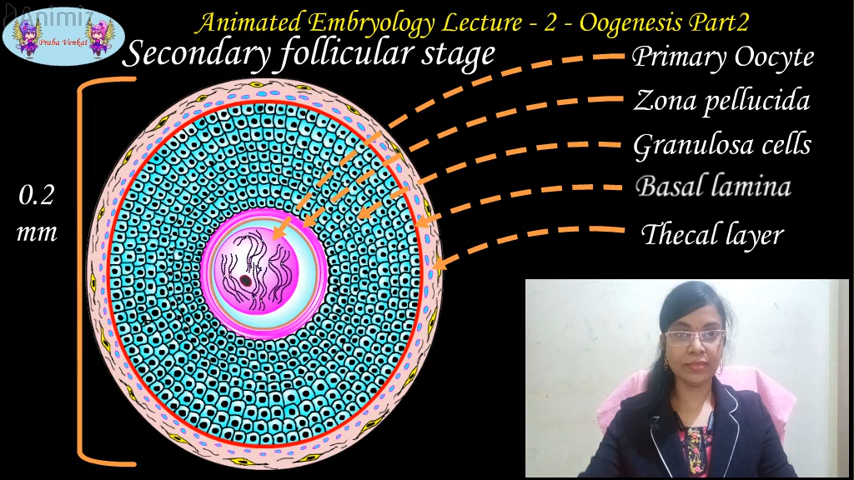 Animiz
Praba Venkat
Animated Embryology Lecture - 2 - Oogenesis Part2
Secondary follicular stage
Primary Oocyte
Zona pellucida
Granulosa cells
Basal lamina
Thecal layer
0.2
mm